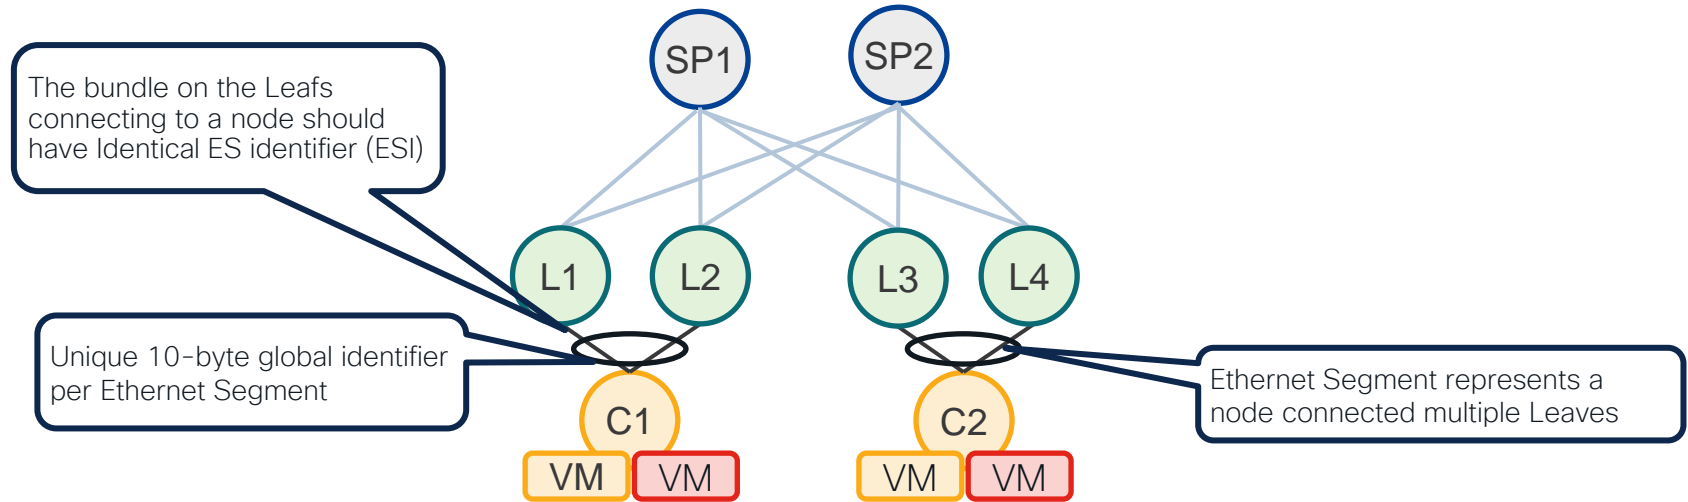 SP1
SP2
The bundle on the Leafs
connecting to a node should
have Identical ES identifier (ESI)
L1
L2
L3
L4
Unique 10-byte global identifier
per Ethernet Segment
Ethernet Segment represents a
node connected multiple Leaves
C1
C2
VM
VM
VM
VM